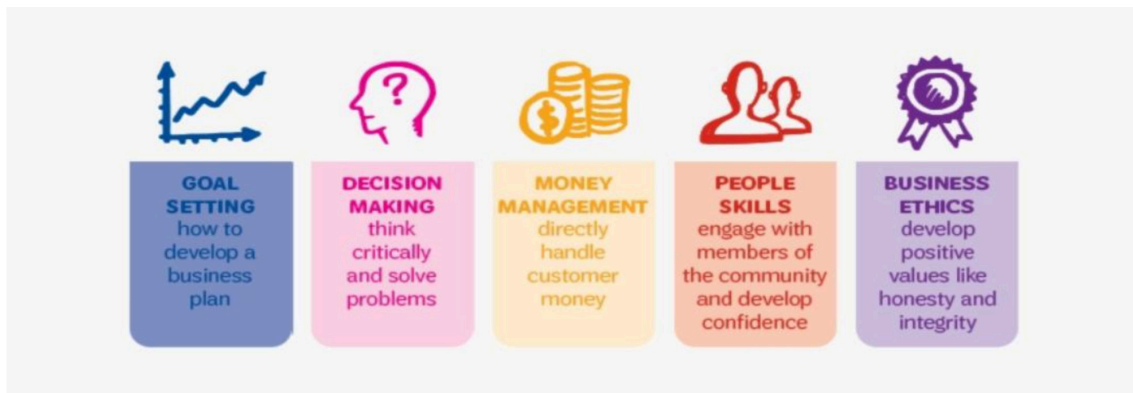 GOAL
SETTING
how to
develop a
business
plan
DECISION
MAKING
think
critically
and solve
problems
MONEY
MANAGEMENT
directly
handle
customer
money
PEOPLE
SKILLS
engage with
members of
the community
and develop
confidence
BUSINESS
ETHICS
develop
positive
values like
honesty and
integrity